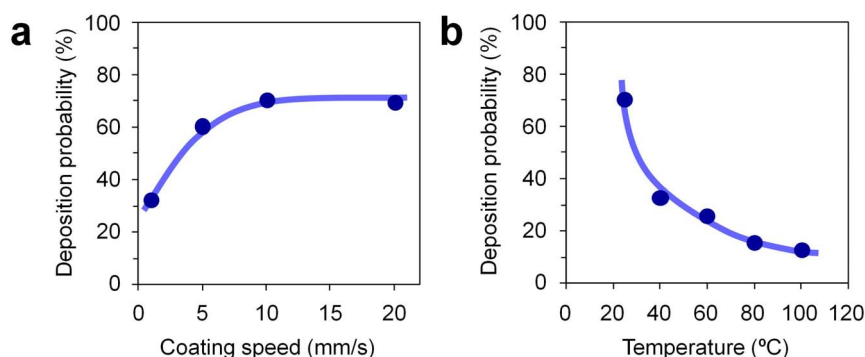 a
Deposition probability (%)
100
80
60
40
20
0
0 5 10 15 20
Coating speed (mm/s)
b
Deposition probability (%)
100
80
60
40
20
0
0 20 40 60 80 100 120
Temperature (ºC)